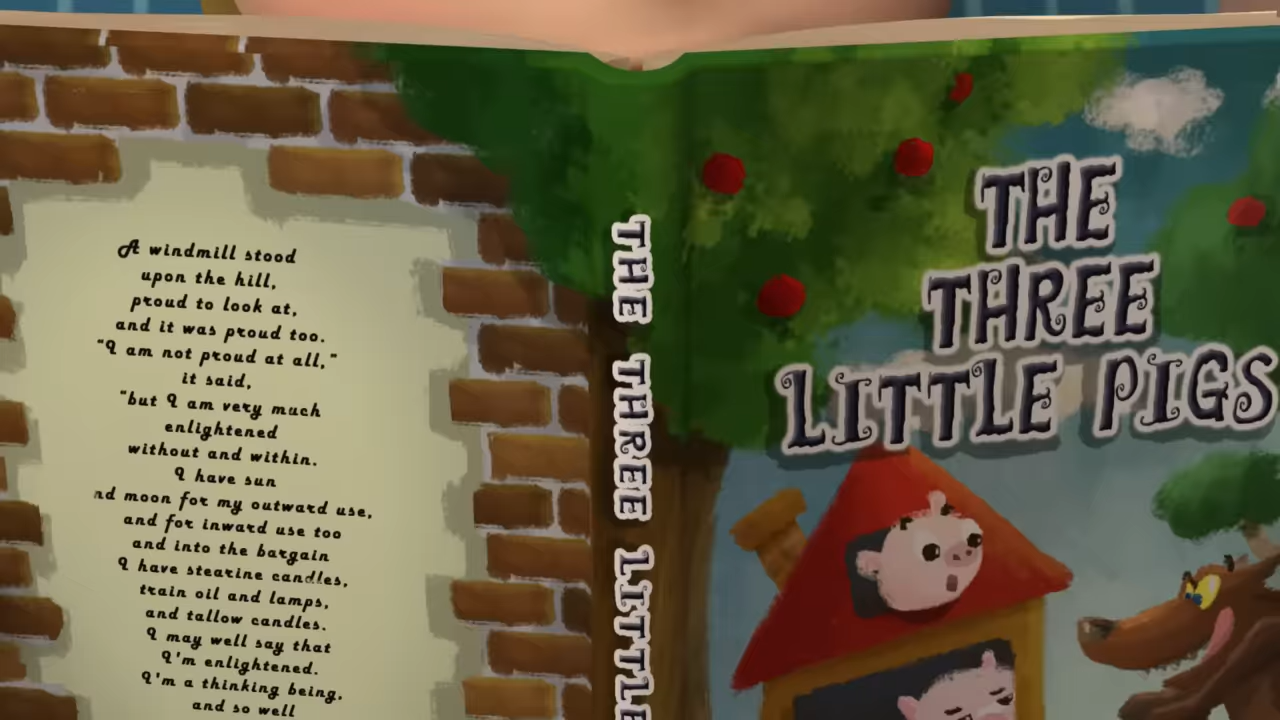 A windmill stood
upon the hill,
proud to look at,
and it was proud too.
"I am not proud at all,"
it said,
"but I am very much
enlightened
without and within.
I have sun
nd moon for my outward use,
and for inward use too
and into the bargain
I have stearine candles,
train oil and lamps,
and tallow candles.
I may well say that
I'm enlightened.
I'm a thinking being,
and so well
THE THREE LITTLE
THE
THREE
LITTLE PIGS